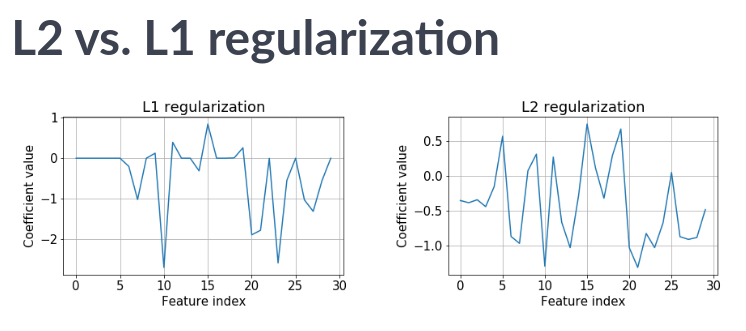 L2 vs. L1 regularization
L1 regularization
1
0
−1
−2
Coefficient value
0 5 10 15 20 25 30
Feature index
L2 regularization
0.5
0.0
−0.5
−1.0
Coefficient value
0 5 10 15 20 25 30
Feature index